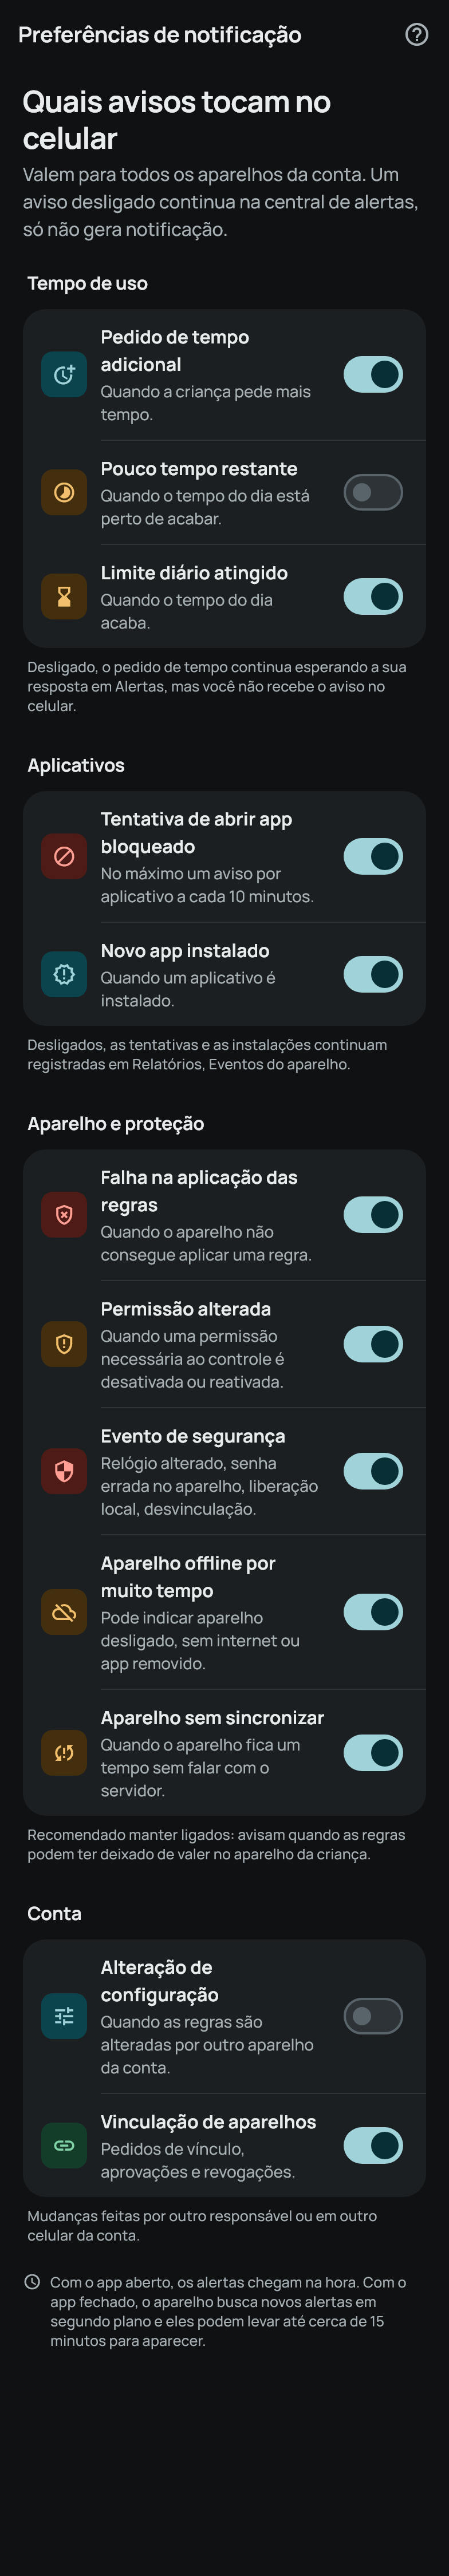 Preferências de notificação
Quais avisos tocam no
celular
Valem para todos os aparelhos da conta. Um
aviso desligado continua na central de alertas,
só não gera notificação.
Tempo de uso
Pedido de tempo
adicional
Quando a criança pede mais
tempo.
Pouco tempo restante
Quando o tempo do dia está
perto de acabar.
Limite diário atingido
Quando o tempo do dia
acaba.
Desligado, o pedido de tempo continua esperando a sua
resposta em Alertas, mas você não recebe o aviso no
celular.
Aplicativos
Tentativa de abrir app
bloqueado
No máximo um aviso por
aplicativo a cada 10 minutos.
Novo app instalado
Quando um aplicativo é
instalado.
Desligados, as tentativas e as instalações continuam
registradas em Relatórios, Eventos do aparelho.
Aparelho e proteção
Falha na aplicação das
regras
Quando o aparelho não
consegue aplicar uma regra.
Permissão alterada
Quando uma permissão
necessária ao controle é
desativada ou reativada.
Evento de segurança
Relógio alterado, senha
errada no aparelho, liberação
local, desvinculação.
Aparelho offline por
muito tempo
Pode indicar aparelho
desligado, sem internet ou
app removido.
Aparelho sem sincronizar
Quando o aparelho fica um
tempo sem falar com o
servidor.
Recomendado manter ligados: avisam quando as regras
podem ter deixado de valer no aparelho da criança.
Conta
Alteração de
configuração
Quando as regras são
alteradas por outro aparelho
da conta.
Vinculação de aparelhos
Pedidos de vínculo,
aprovações e revogações.
Mudanças feitas por outro responsável ou em outro
celular da conta.
Com o app aberto, os alertas chegam na hora. Com o
app fechado, o aparelho busca novos alertas em
segundo plano e eles podem levar até cerca de 15
minutos para aparecer.